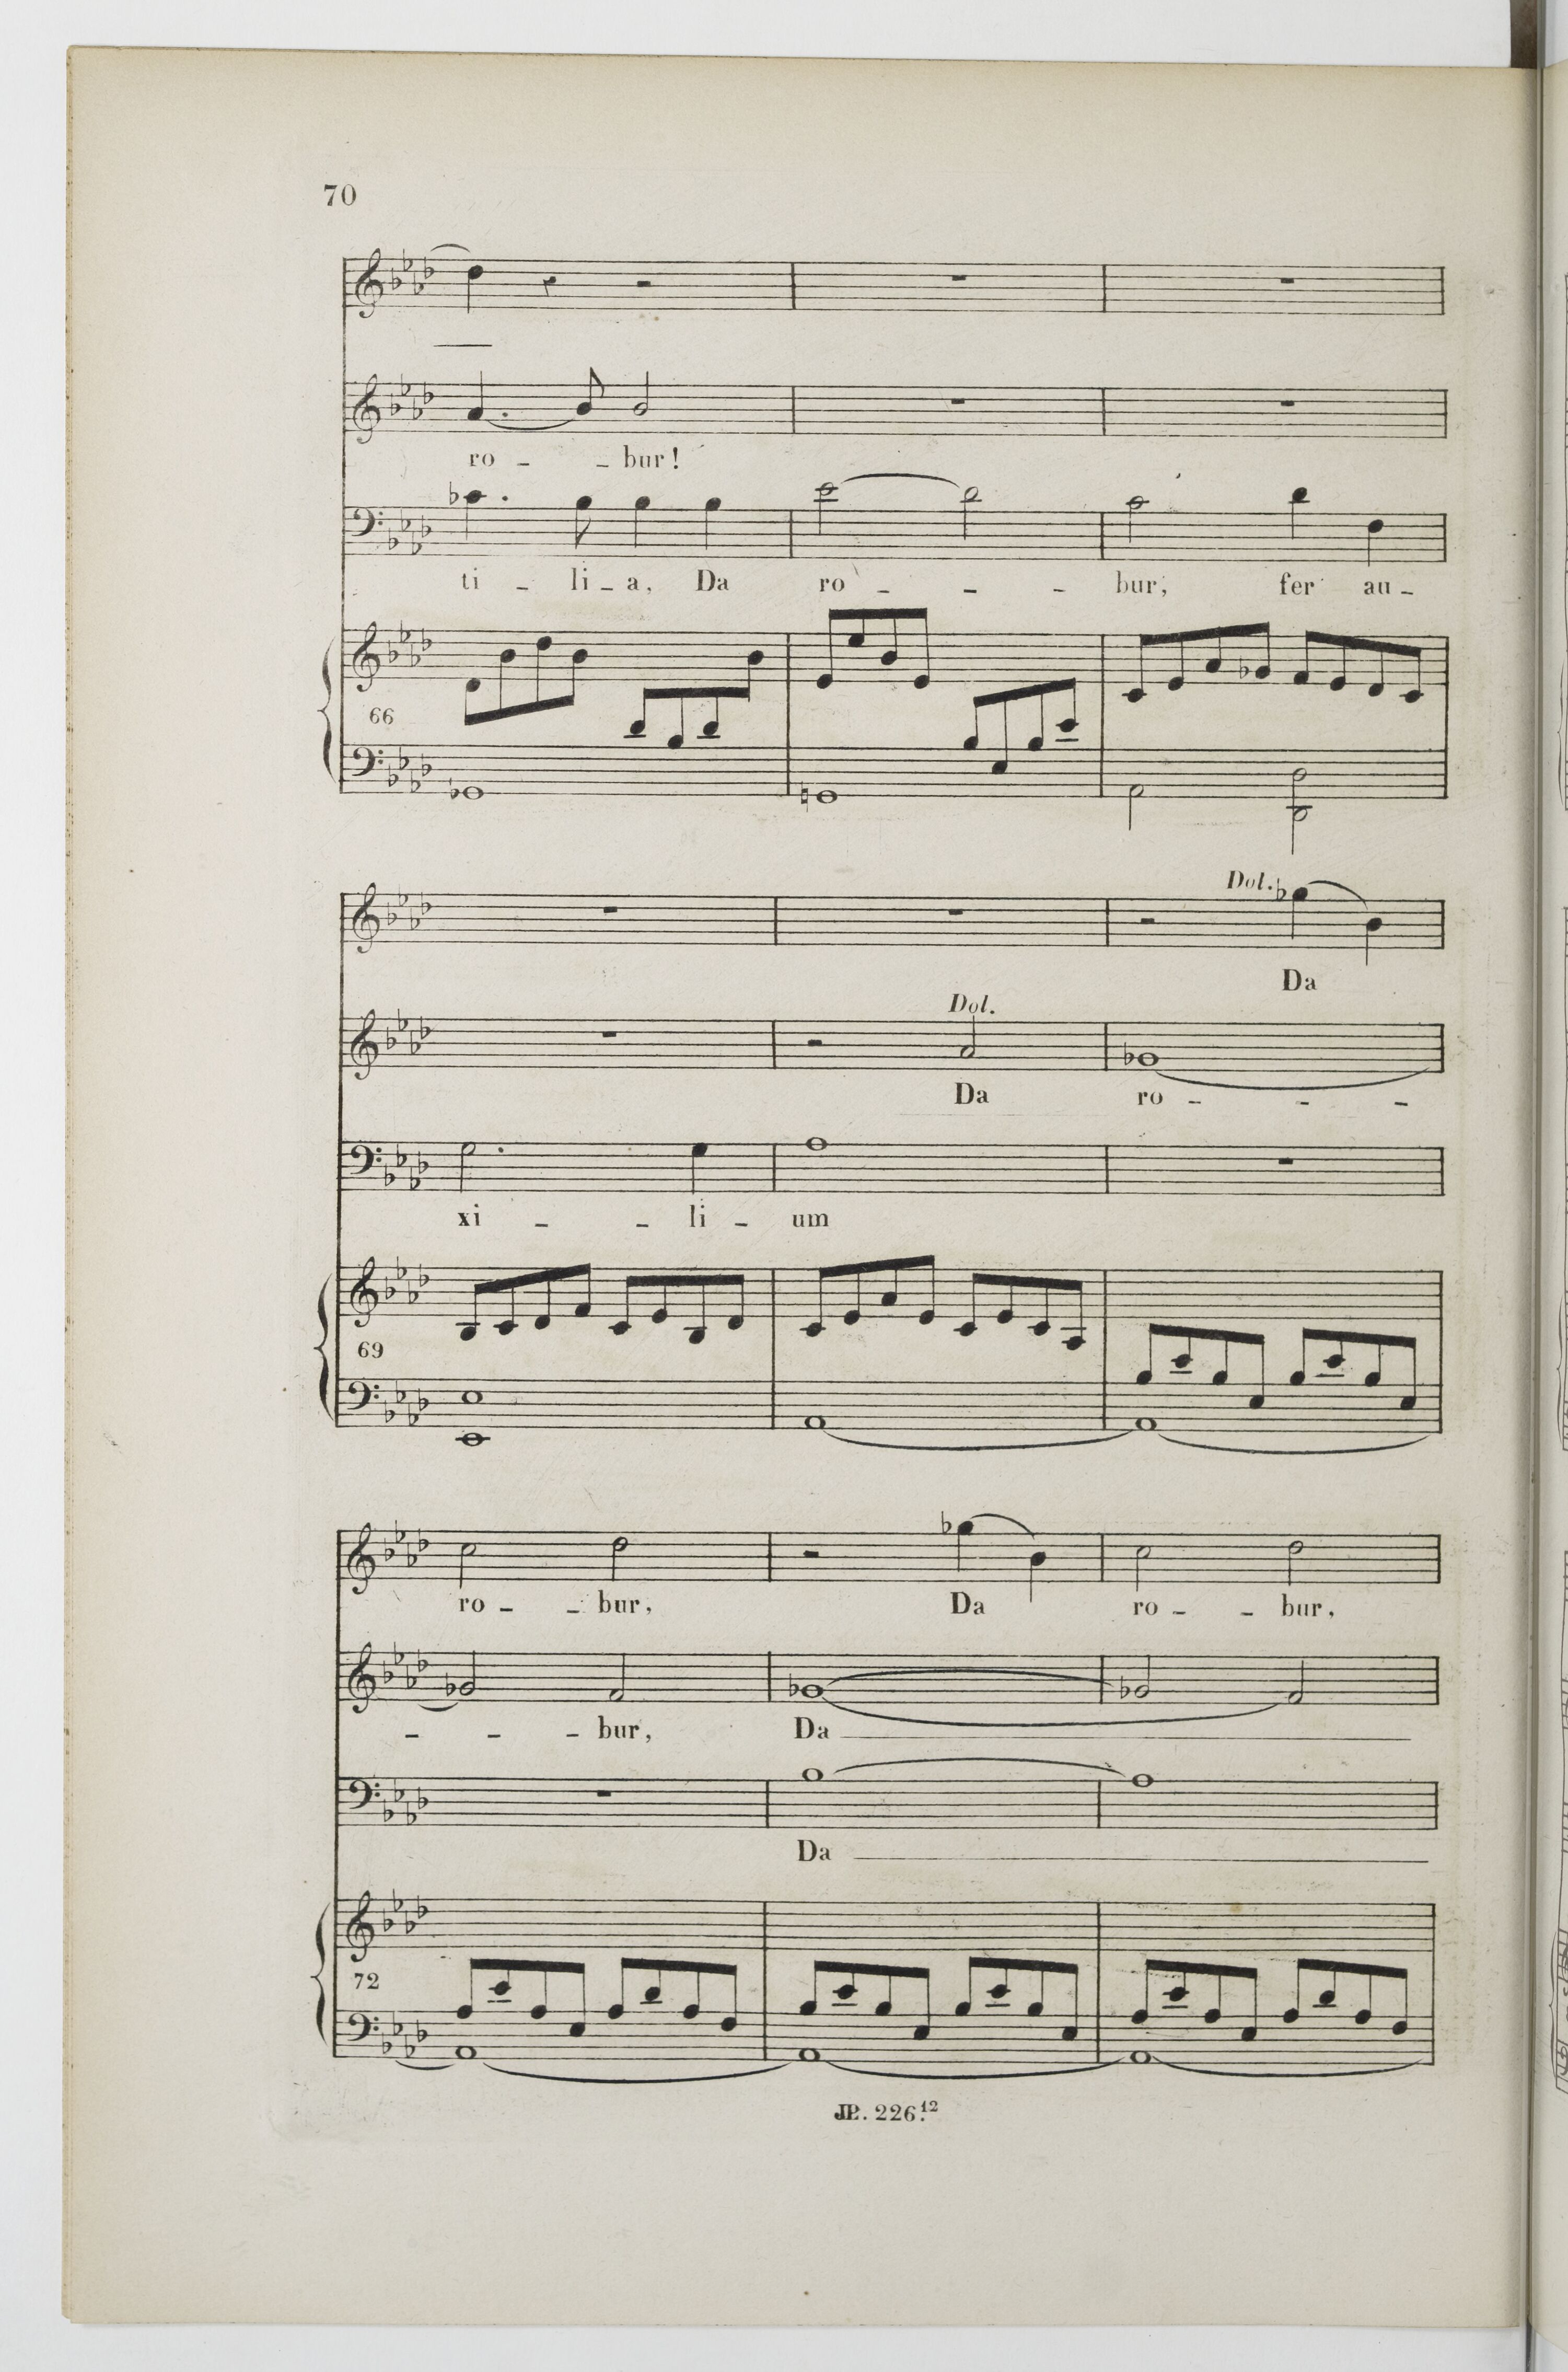 70
ro - - bur!
ti - li - a, Da ro - - - bur, fer au -
66
Dol.
Da
Dol.
Da ro - - -
xi - - li - um
69
ro - - bur, Da ro - - bur,
- - - bur, Da
Da
72
JP. 226.12